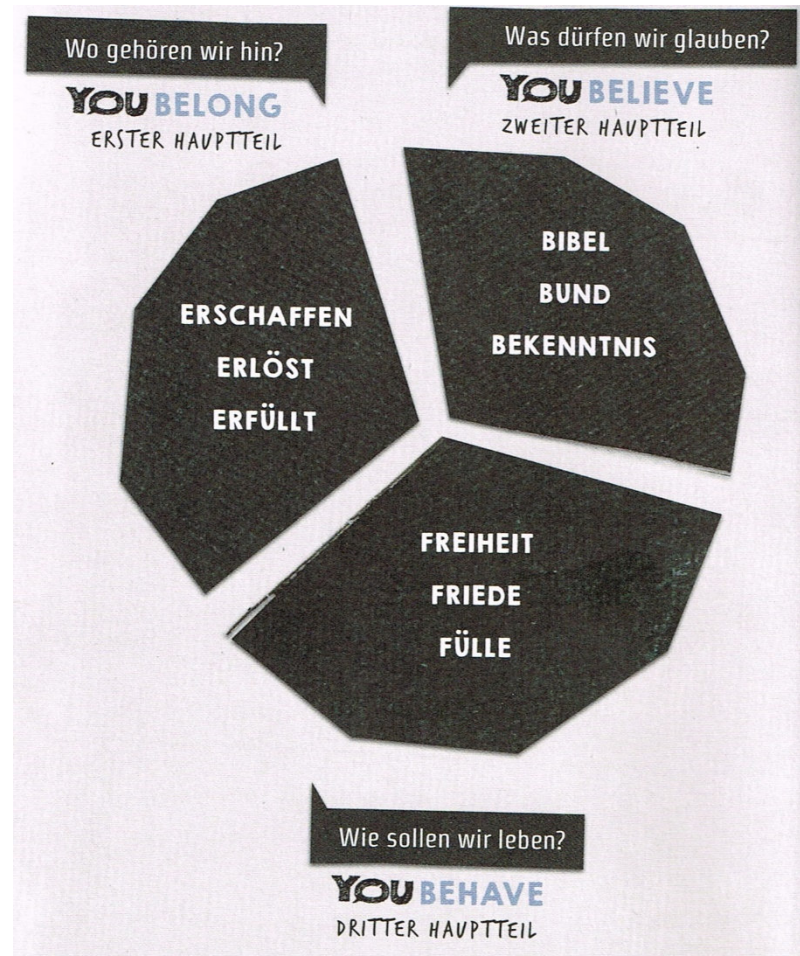 Wo gehören wir hin?
YOU BELONG
ERSTER HAUPTTEIL
Was dürfen wir glauben?
YOU BELIEVE
ZWEITER HAUPTTEIL
ERSCHAFFEN
ERLÖST
ERFÜLLT
BIBEL
BUND
BEKENNTNIS
FREIHEIT
FRIEDE
FÜLLE
Wie sollen wir leben?
YOU BEHAVE
DRITTER HAUPTTEIL